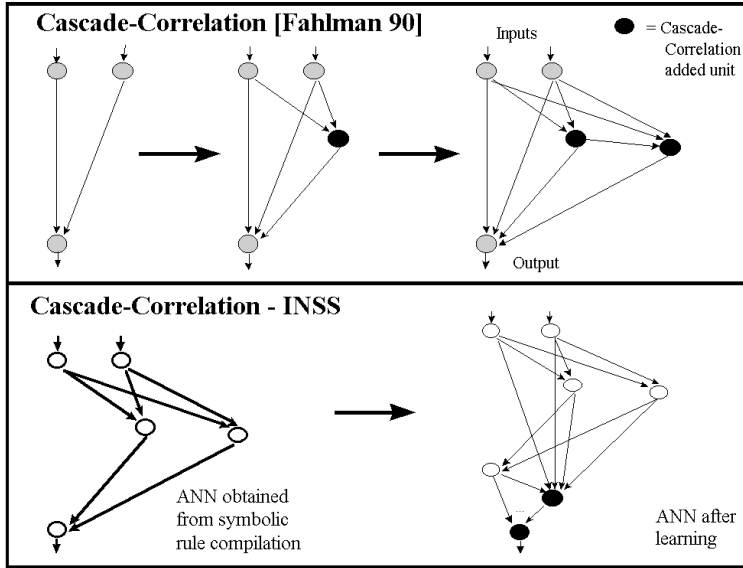 Cascade-Correlation [Fahlman 90]
Inputs
= Cascade-
Correlation
added unit
Output
Cascade-Correlation - INSS
ANN obtained
from symbolic
rule compilation
...
ANN after
learning